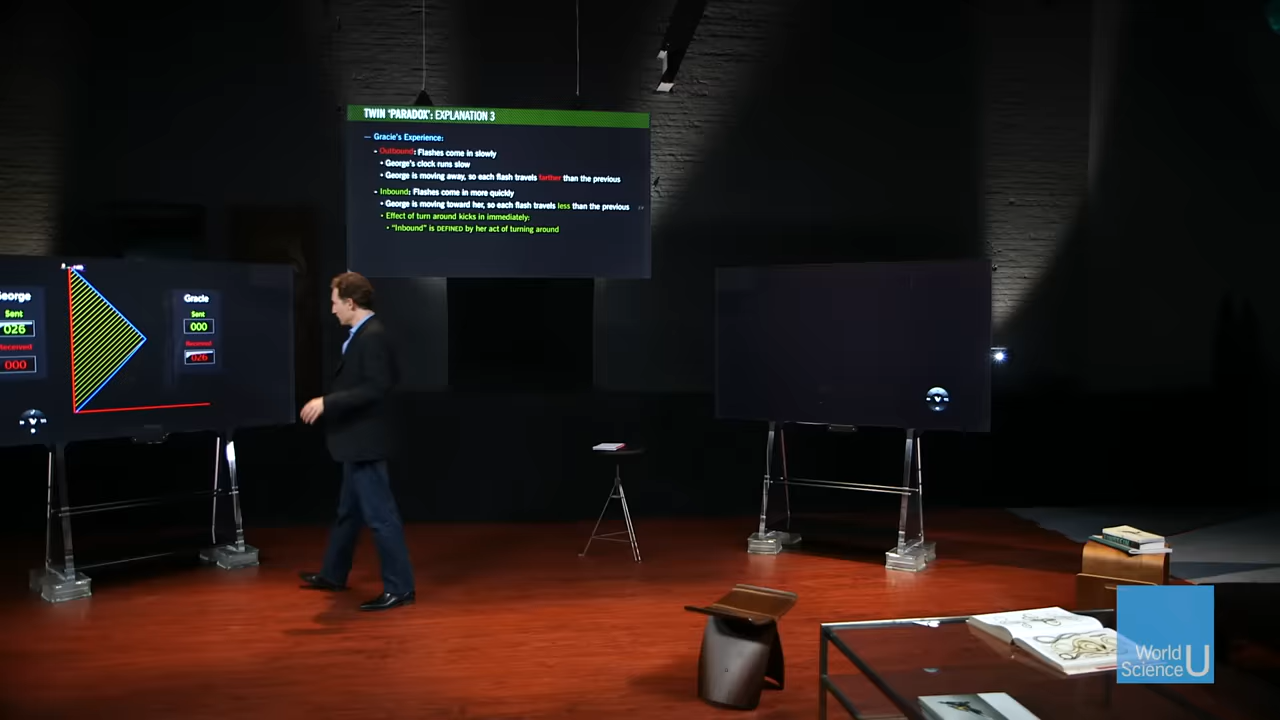 TWIN 'PARADOX': EXPLANATION 3
— Gracie's Experience:
- Outbound: Flashes come in slowly
• George's clock runs slow
• George is moving away, so each flash travels farther than the previous
- Inbound: Flashes come in more quickly
• George is moving toward her, so each flash travels less than the previous
• Effect of turn around kicks in immediately:
• "Inbound" is DEFINED by her act of turning around
George
Sent
026
Received
000
Gracie
Sent
000
Received
026
World
Science U